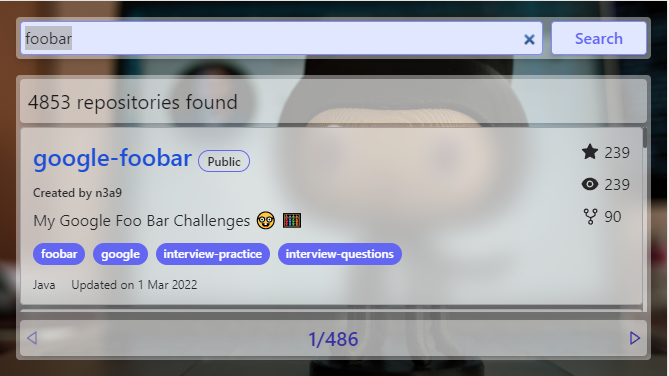 foobar
Search
4853 repositories found
google-foobar Public
239
Created by n3a9
239
My Google Foo Bar Challenges
90
foobar google interview-practice interview-questions
Java Updated on 1 Mar 2022
1/486